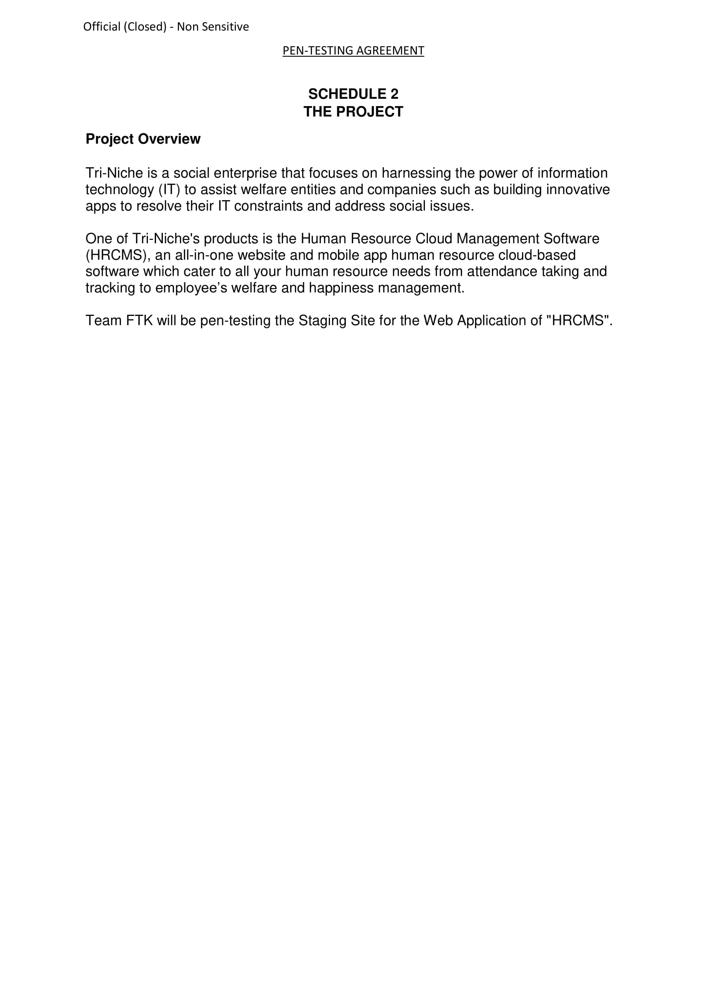 Official (Closed) - Non Sensitive
PEN-TESTING AGREEMENT
SCHEDULE 2
THE PROJECT
Project Overview
Tri-Niche is a social enterprise that focuses on harnessing the power of information
technology (IT) to assist welfare entities and companies such as building innovative
apps to resolve their IT constraints and address social issues.
One of Tri-Niche's products is the Human Resource Cloud Management Software
(HRCMS), an all-in-one website and mobile app human resource cloud-based
software which cater to all your human resource needs from attendance taking and
tracking to employee’s welfare and happiness management.
Team FTK will be pen-testing the Staging Site for the Web Application of "HRCMS".